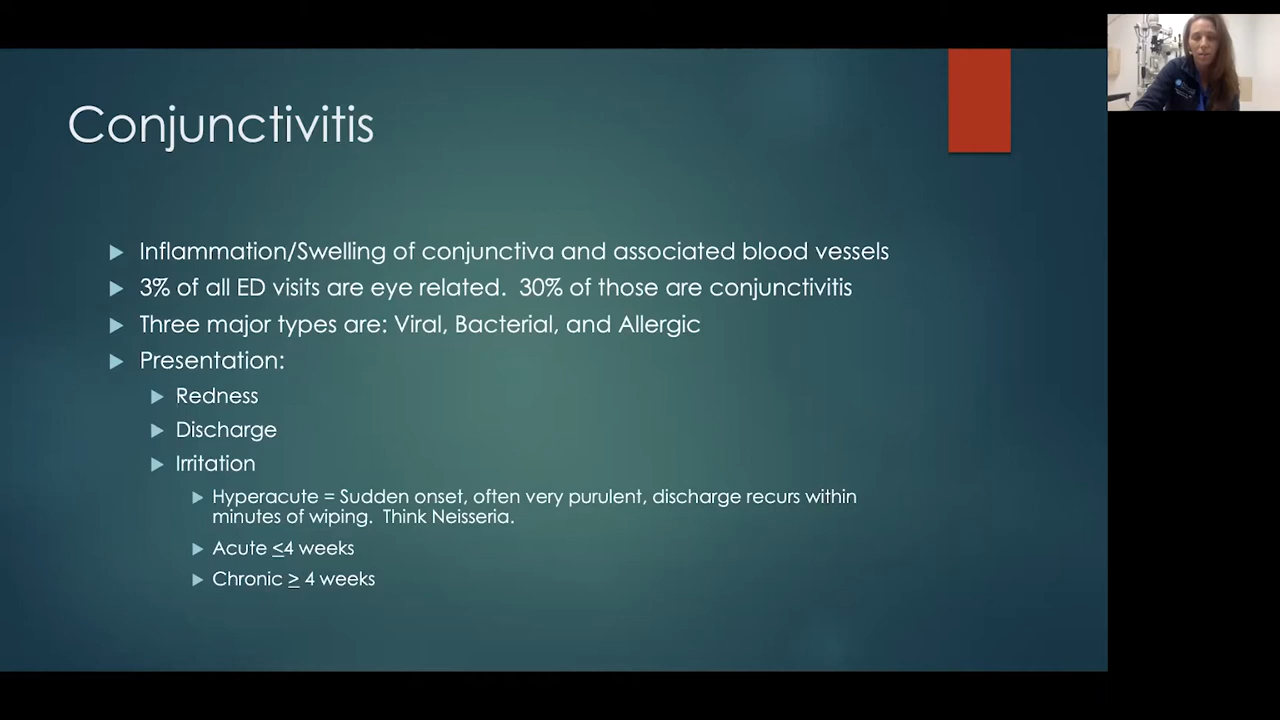 Conjunctivitis
Inflammation/Swelling of conjunctiva and associated blood vessels
3% of all ED visits are eye related.  30% of those are conjunctivitis
Three major types are: Viral, Bacterial, and Allergic
Presentation:
Redness
Discharge
Irritation
Hyperacute = Sudden onset, often very purulent, discharge recurs within
minutes of wiping.  Think Neisseria.
Acute ≤4 weeks
Chronic ≥ 4 weeks